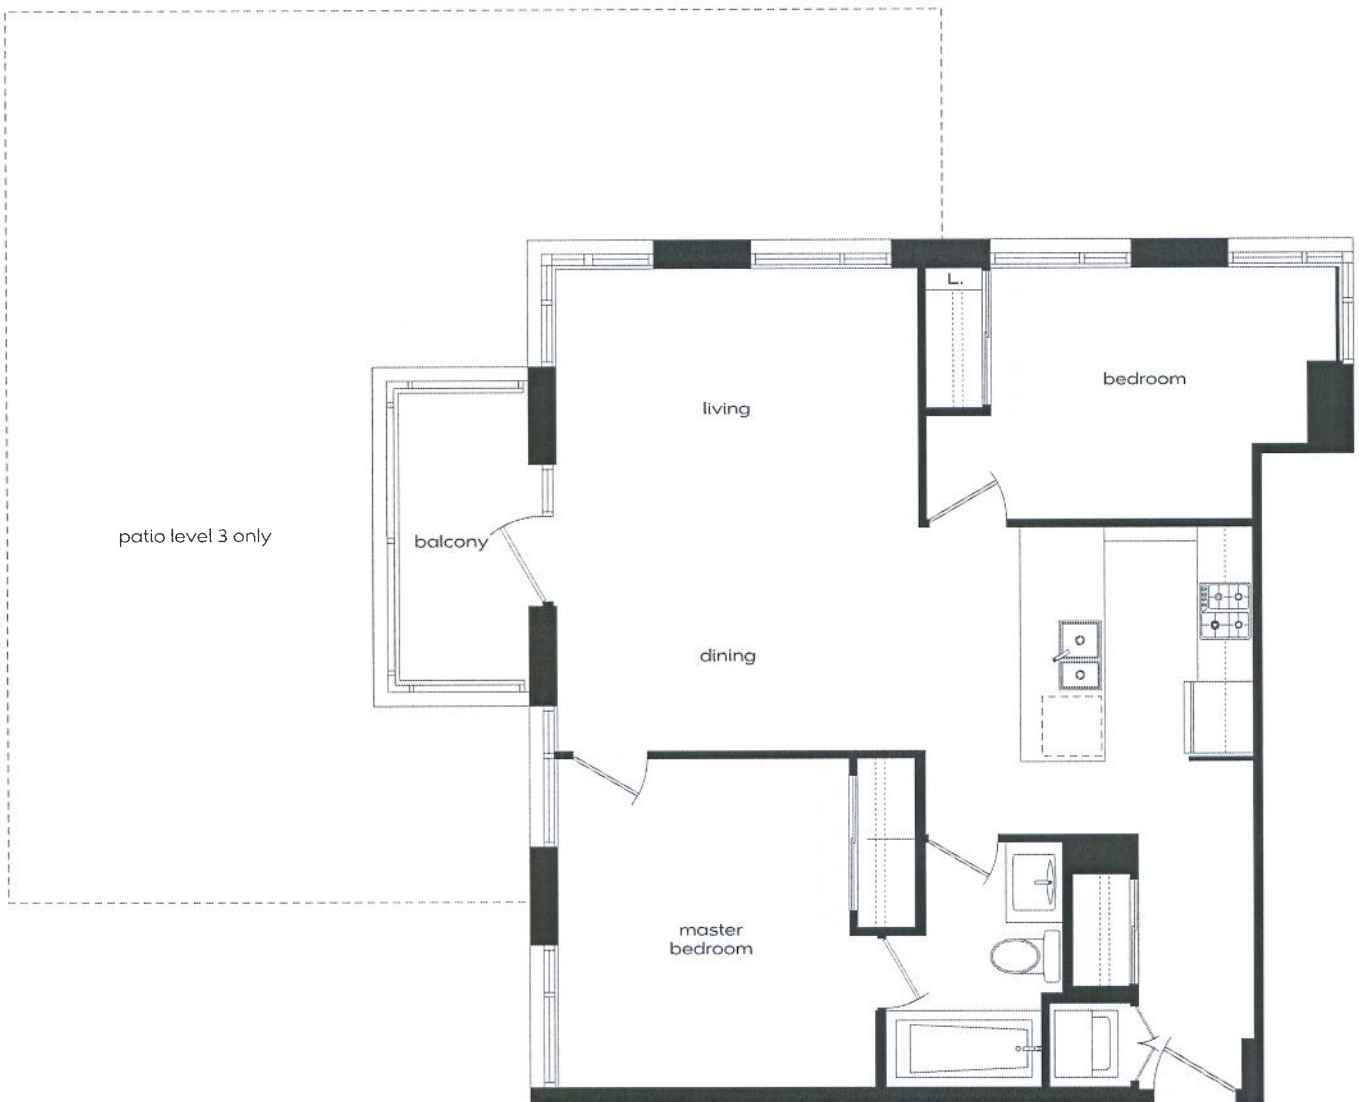 L.
bedroom
living
patio level 3 only
balcony
dining
master
bedroom